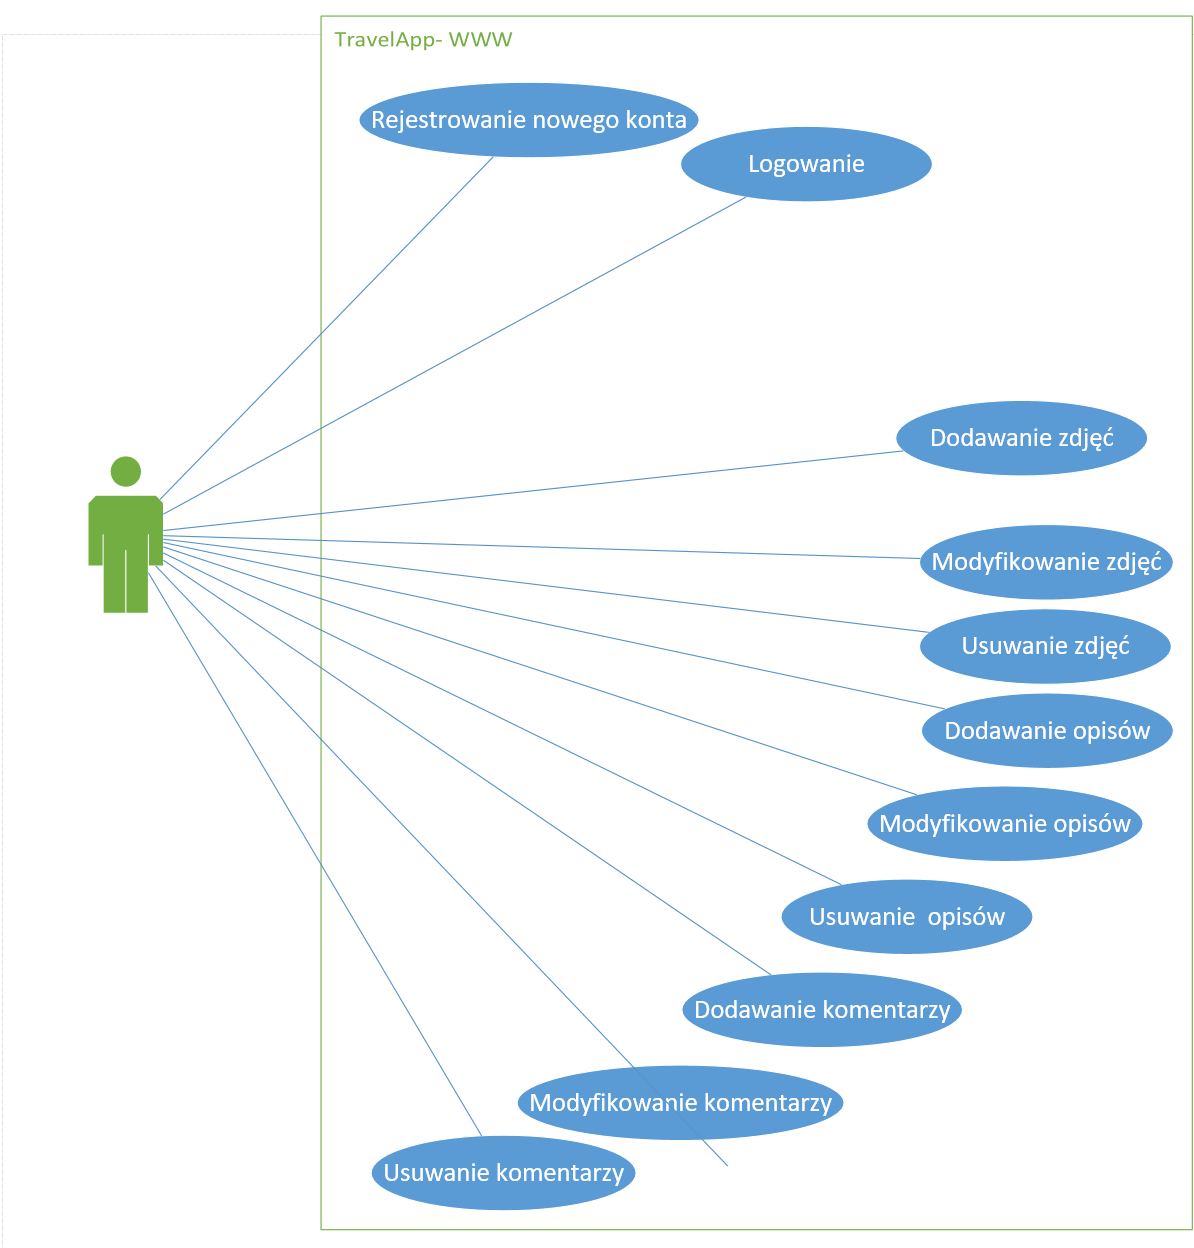 TravelApp- WWW
Rejestrowanie nowego konta
Logowanie
Dodawanie zdjęć
Modyfikowanie zdjęć
Usuwanie zdjęć
Dodawanie opisów
Modyfikowanie opisów
Usuwanie  opisów
Dodawanie komentarzy
Modyfikowanie komentarzy
Usuwanie komentarzy